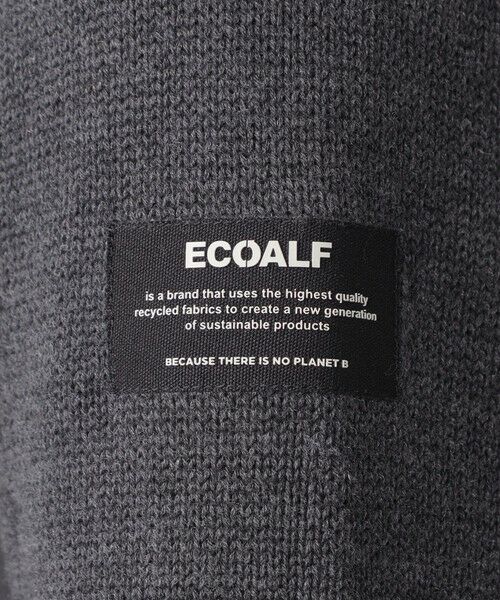 ECOALF
is a brand that uses the highest quality
recycled fabrics to create a new generation
of sustainable products
BECAUSE THERE IS NO PLANET B